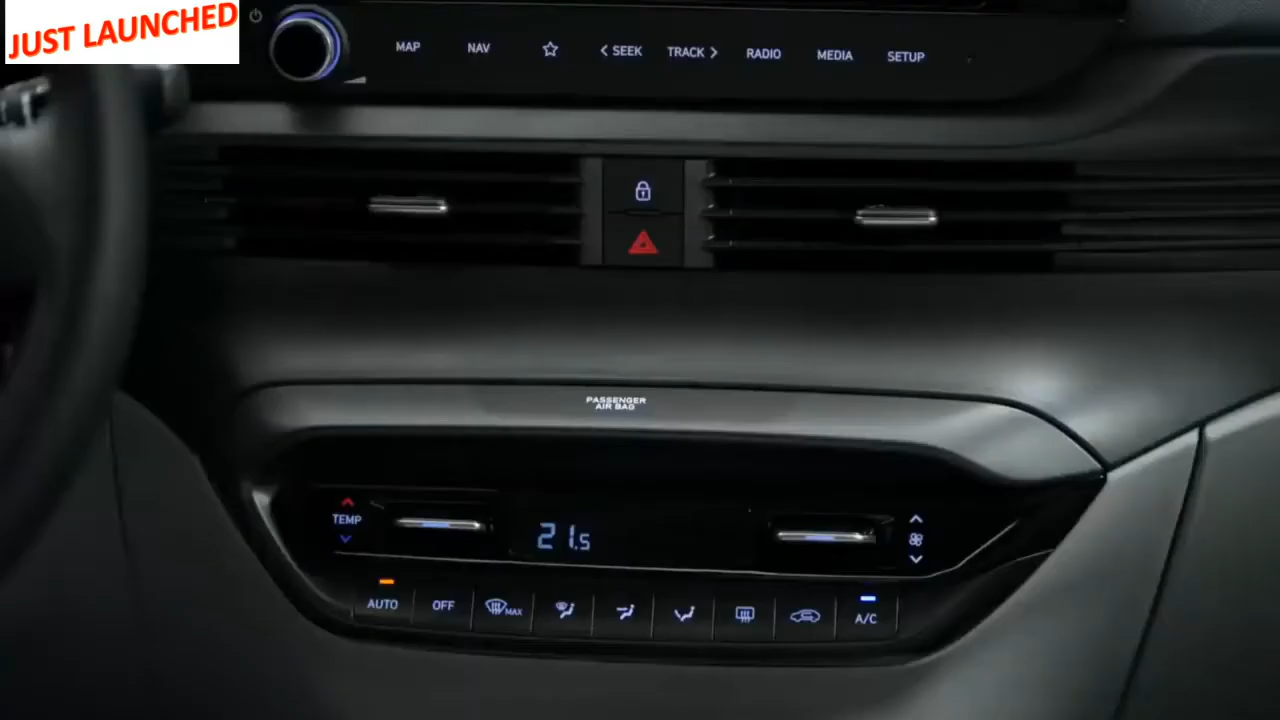 JUST LAUNCHED
MAP NAV SEEK TRACK RADIO MEDIA SETUP
PASSENGER
AIR BAG
TEMP
21.5
AUTO OFF MAX A/C